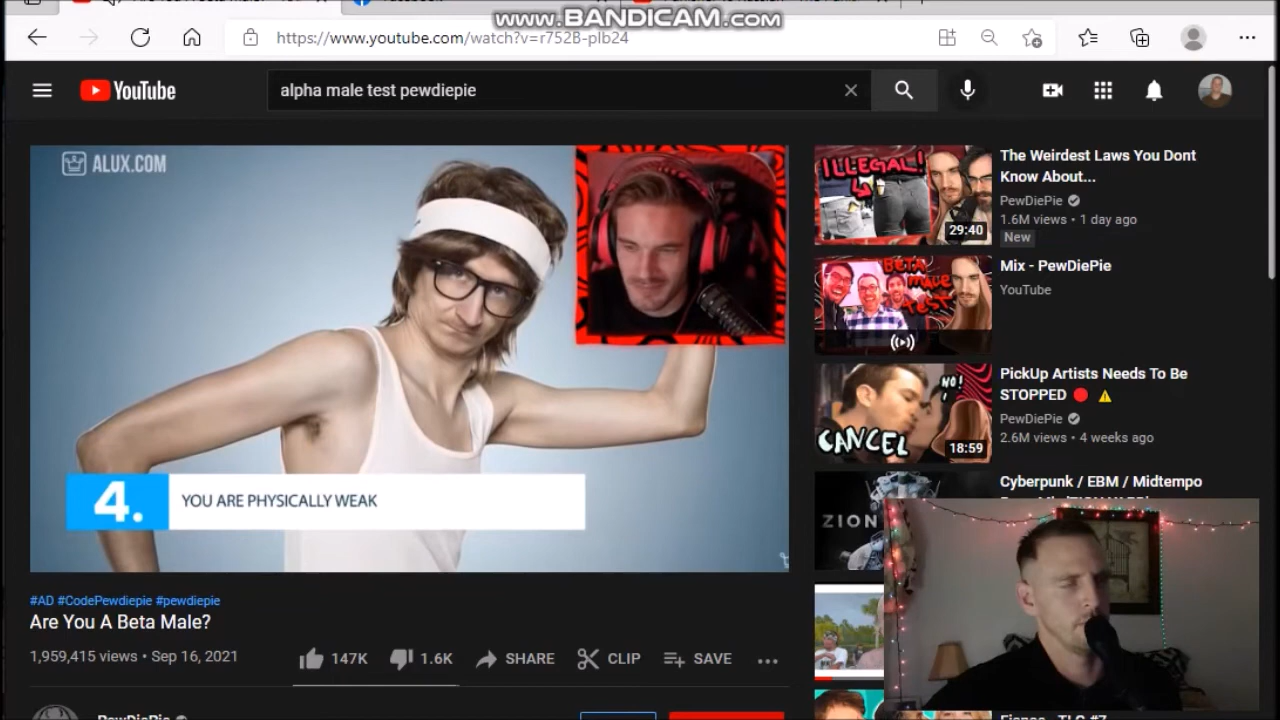 www.BANDICAM.com
https://www.youtube.com/watch?v=r752B-plb24
YouTube
alpha male test pewdiepie
ALUX.COM
4.
YOU ARE PHYSICALLY WEAK
#AD #CodePewdiepie #pewdiepie
Are You A Beta Male?
1,959,415 views • Sep 16, 2021
147K
1.6K
SHARE
CLIP
SAVE
PewDiePie
ILLEGAL!
29:40
The Weirdest Laws You Dont
Know About...
PewDiePie
1.6M views • 1 day ago
New
BETA
MALE
TEST
Mix - PewDiePie
YouTube
NO!
CANCEL
18:59
PickUp Artists Needs To Be
STOPPED
PewDiePie
2.6M views • 4 weeks ago
ZION
Cyberpunk / EBM / Midtempo